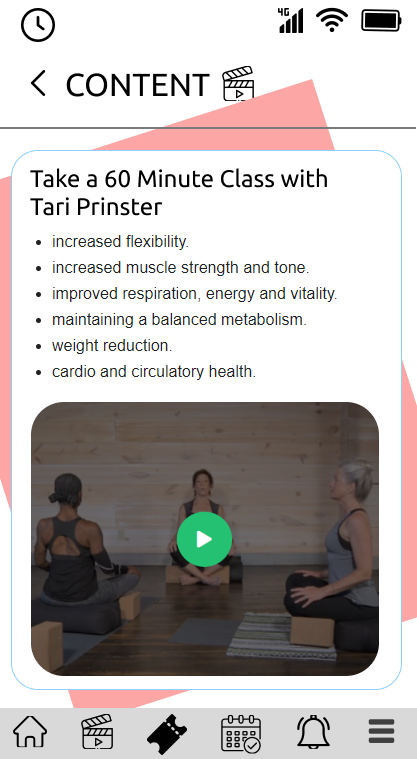 4G
CONTENT
Take a 60 Minute Class with
Tari Prinster
increased flexibility.
increased muscle strength and tone.
improved respiration, energy and vitality.
maintaining a balanced metabolism.
weight reduction.
cardio and circulatory health.